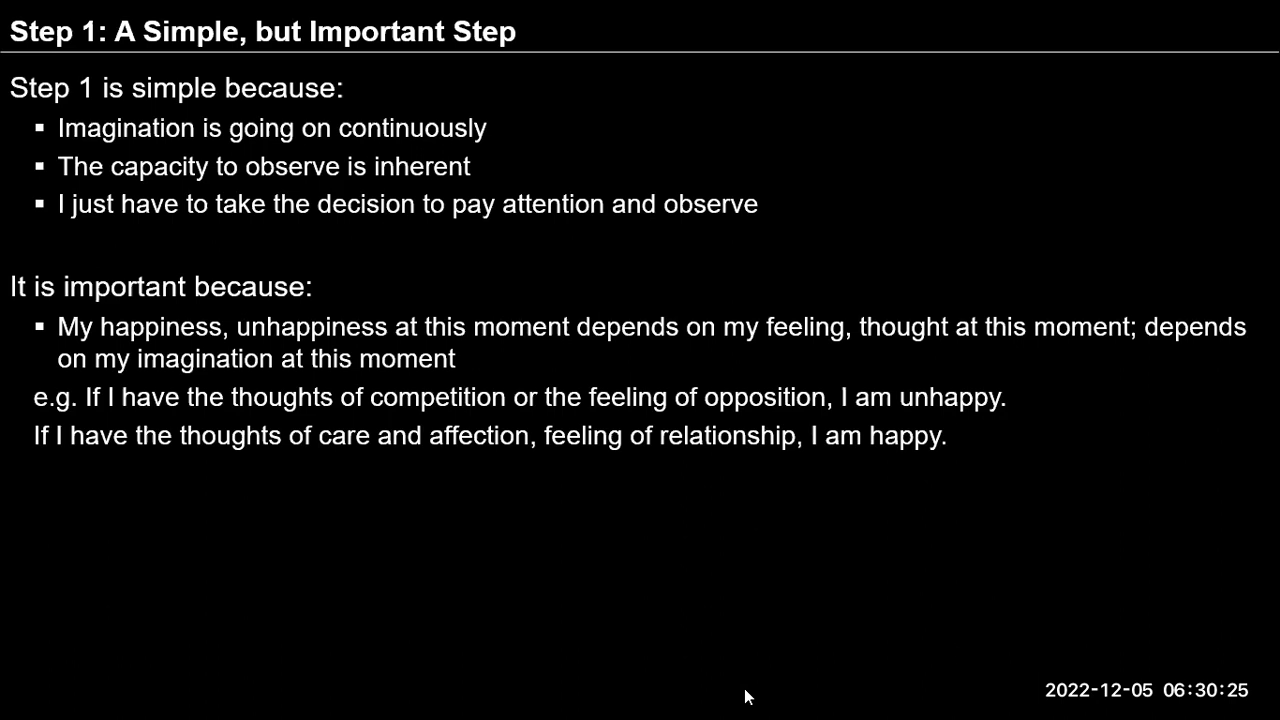 Step 1: A Simple, but Important Step
Step 1 is simple because:
▪ Imagination is going on continuously
▪ The capacity to observe is inherent
▪ I just have to take the decision to pay attention and observe
It is important because:
▪ My happiness, unhappiness at this moment depends on my feeling, thought at this moment; depends
on my imagination at this moment
e.g. If I have the thoughts of competition or the feeling of opposition, I am unhappy.
If I have the thoughts of care and affection, feeling of relationship, I am happy.
2022-12-05 06:30:25